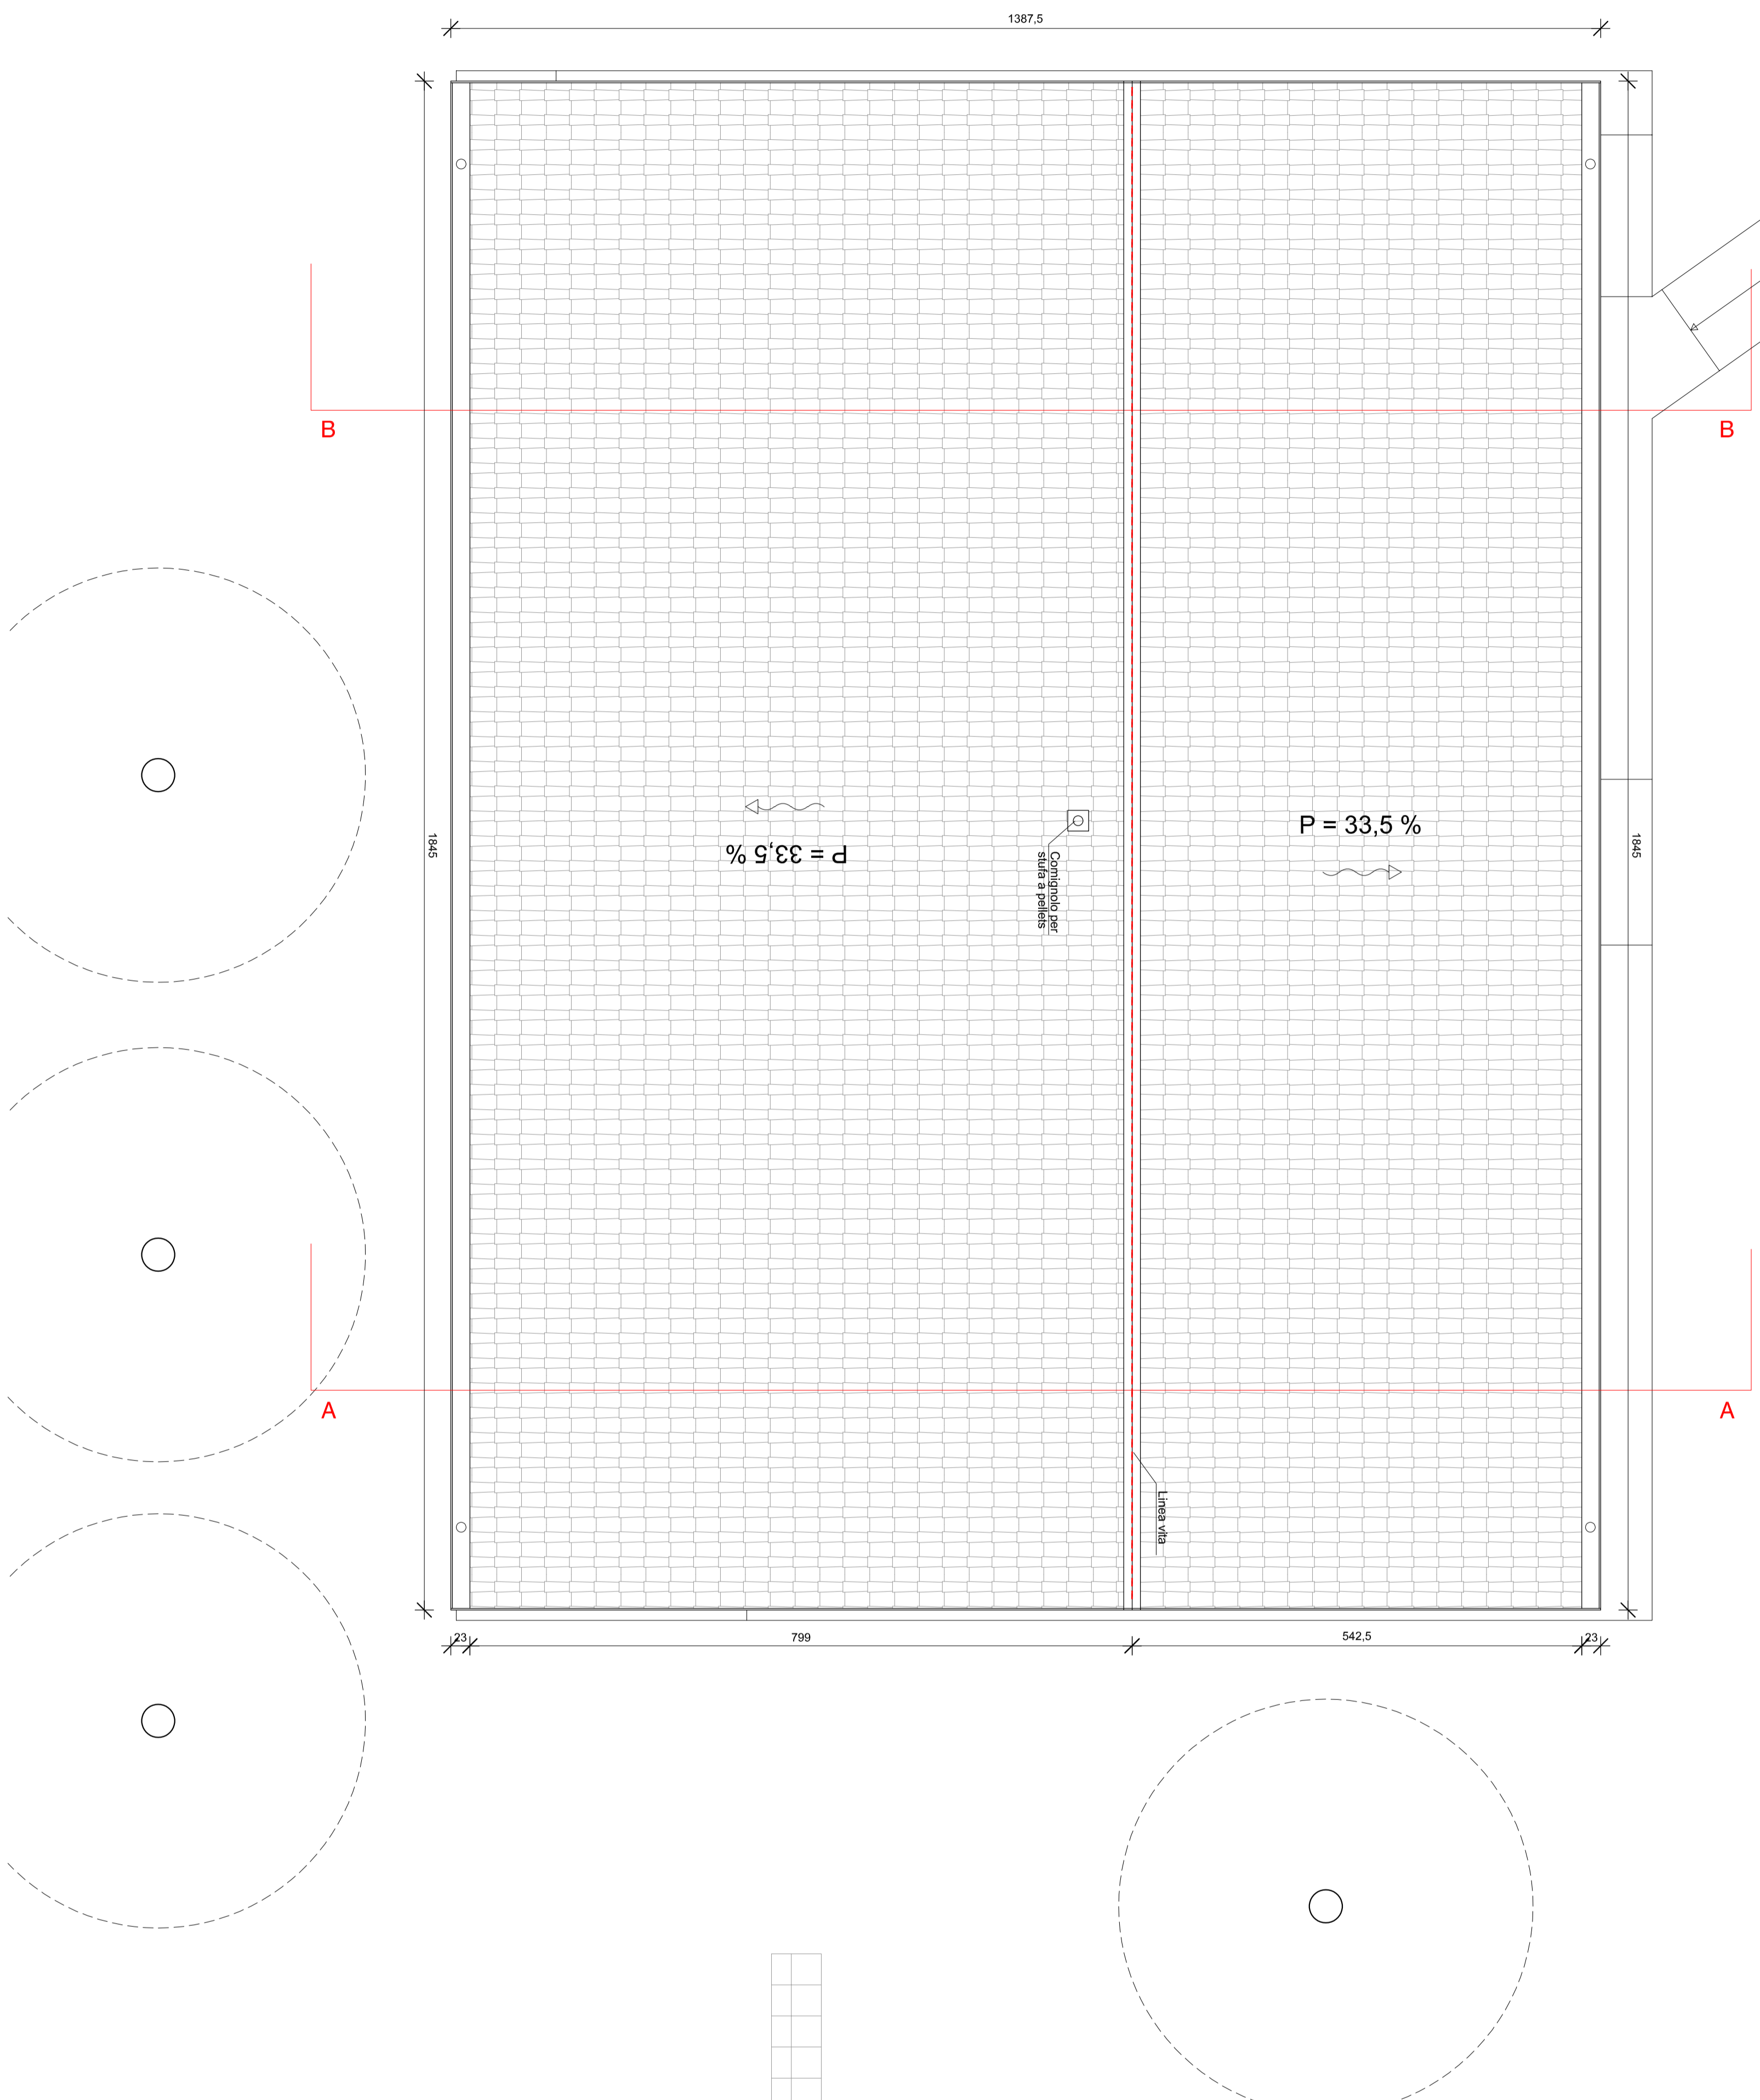 1387,5
B
B
1845
P = 33,5 %
Comignolo per
stufa a pellets
P = 33,5 %
1845
A
A
Linea vita
23
799
542,5
23